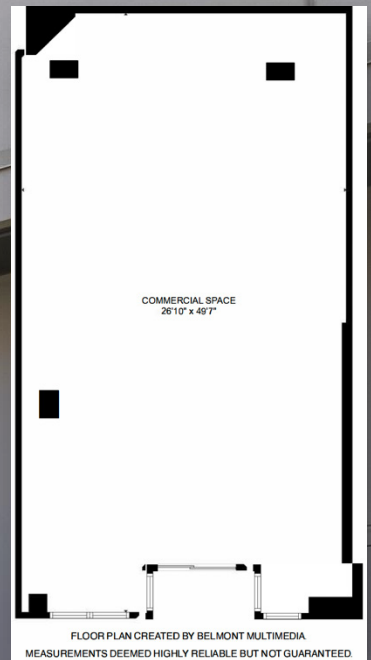 COMMERCIAL SPACE
26'10" x 49'7"
FLOOR PLAN CREATED BY BELMONT MULTIMEDIA.
MEASUREMENTS DEEMED HIGHLY RELIABLE BUT NOT GUARANTEED.